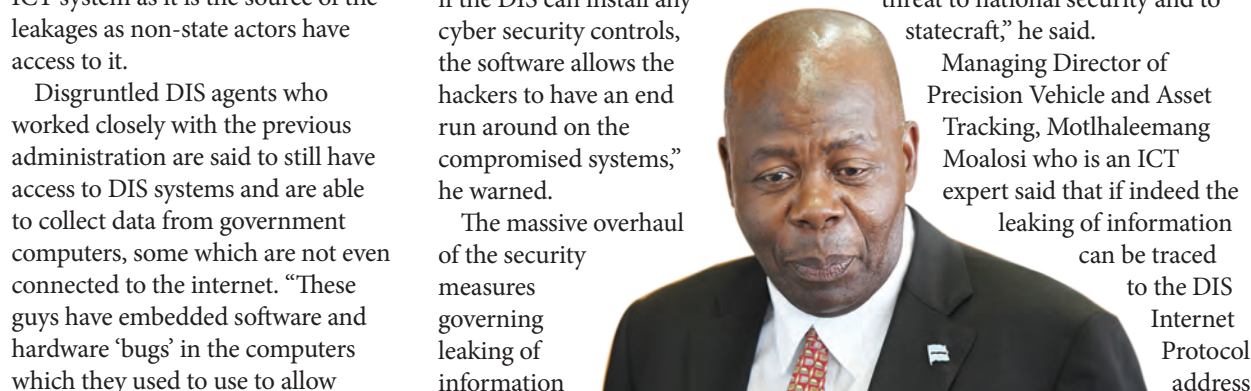 ICT system as it is the source of the
leakages as non-state actors have
access to it.
Disgruntled DIS agents who
worked closely with the previous
administration are said to still have
access to DIS systems and are able
to collect data from government
computers, some which are not even
connected to the internet. “These
guys have embedded software and
hardware ‘bugs’ in the computers
which they used to use to allow
if the DIS can install any
cyber security controls,
the software allows the
hackers to have an end
run around on the
compromised systems,”
he warned.
The massive overhaul
of the security
measures
governing
leaking of
information
threat to national security and to
statecraft,” he said.
Managing Director of
Precision Vehicle and Asset
Tracking, Motlhaleemang
Moalosi who is an ICT
expert said that if indeed the
leaking of information
can be traced
to the DIS
Internet
Protocol
address